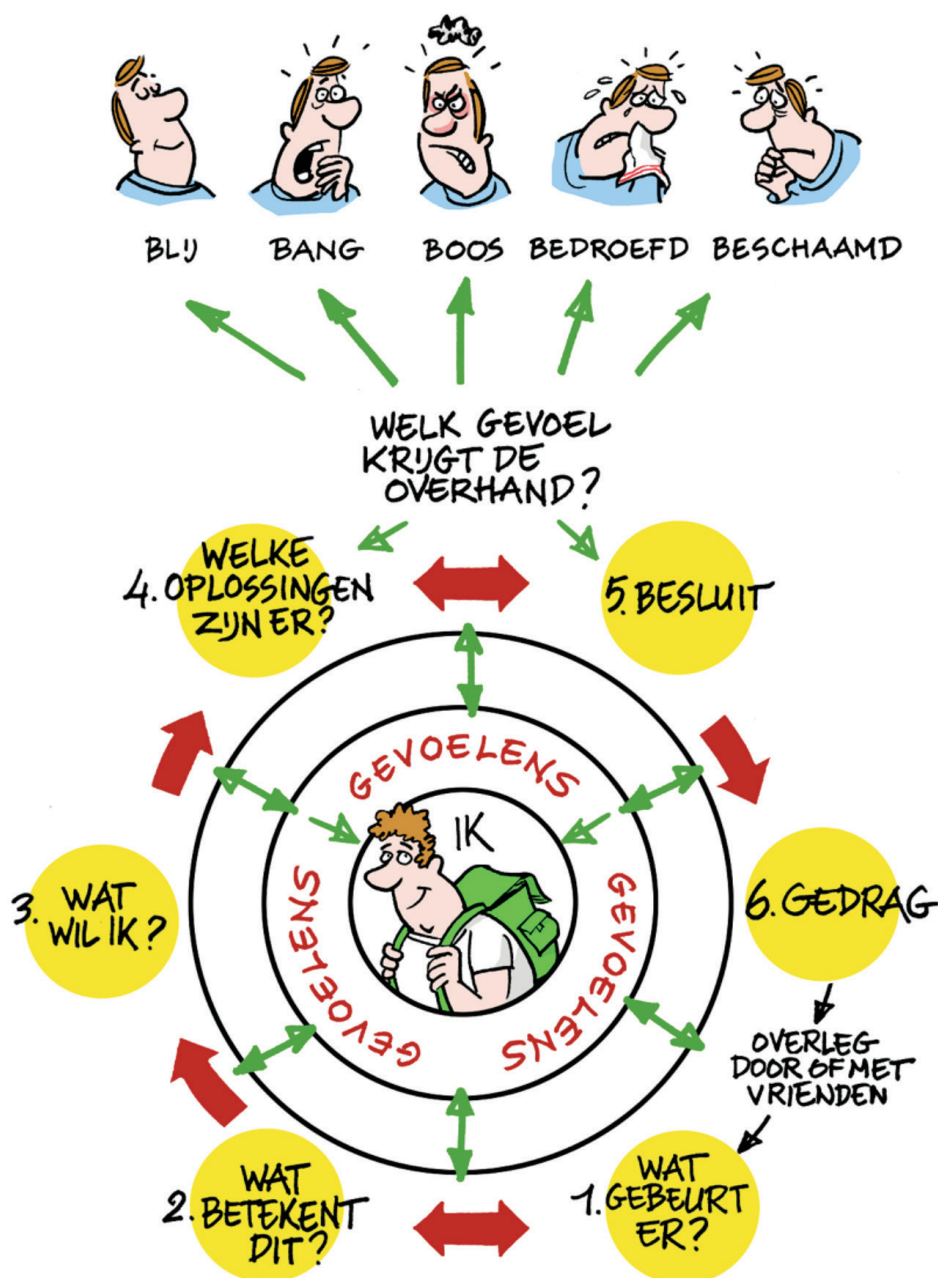 BLIJ
BANG
BOOS
BEDROEFD
BESCHAAMD
WELK GEVOEL
KRIJGT DE
OVERHAND?
WELKE
4. OPLOSSINGEN
ZIJN ER?
5. BESLUIT
GEVOELENS
IK
GEVOELENS
GEVOELENS
3. WAT
WIL IK?
6. GEDRAG
OVERLEG
DOOR OF MET
VRIENDEN
WAT
2. BETEKENT
DIT?
WAT
1. GEBEURT
ER?